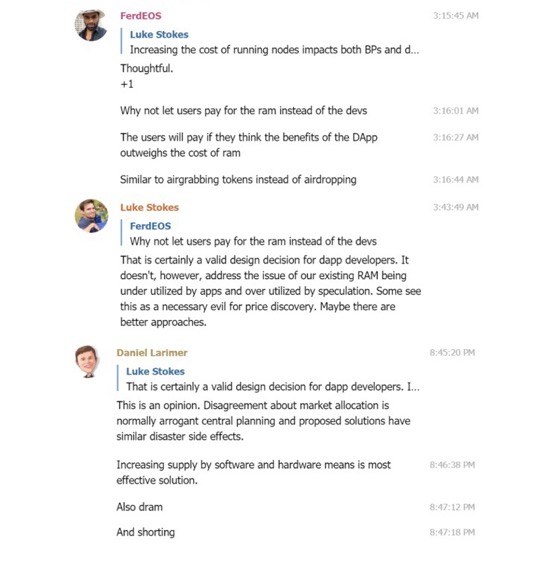 FerdEOS 3:15:45 AM
Luke Stokes
Increasing the cost of running nodes impacts both BPs and d...
Thoughtful.
+1
Why not let users pay for the ram instead of the devs 3:16:01 AM
The users will pay if they think the benefits of the DApp 3:16:27 AM
outweighs the cost of ram
Similar to airgrabbing tokens instead of airdropping 3:16:44 AM
Luke Stokes 3:43:49 AM
FerdEOS
Why not let users pay for the ram instead of the devs
That is certainly a valid design decision for dapp developers. It
doesn't, however, address the issue of our existing RAM being
under utilized by apps and over utilized by speculation. Some see
this as a necessary evil for price discovery. Maybe there are
better approaches.
Daniel Larimer 8:45:20 PM
Luke Stokes
That is certainly a valid design decision for dapp developers. I...
This is an opinion. Disagreement about market allocation is
normally arrogant central planning and proposed solutions have
similar disaster side effects.
Increasing supply by software and hardware means is most 8:46:38 PM
effective solution.
Also dram 8:47:12 PM
And shorting 8:47:18 PM